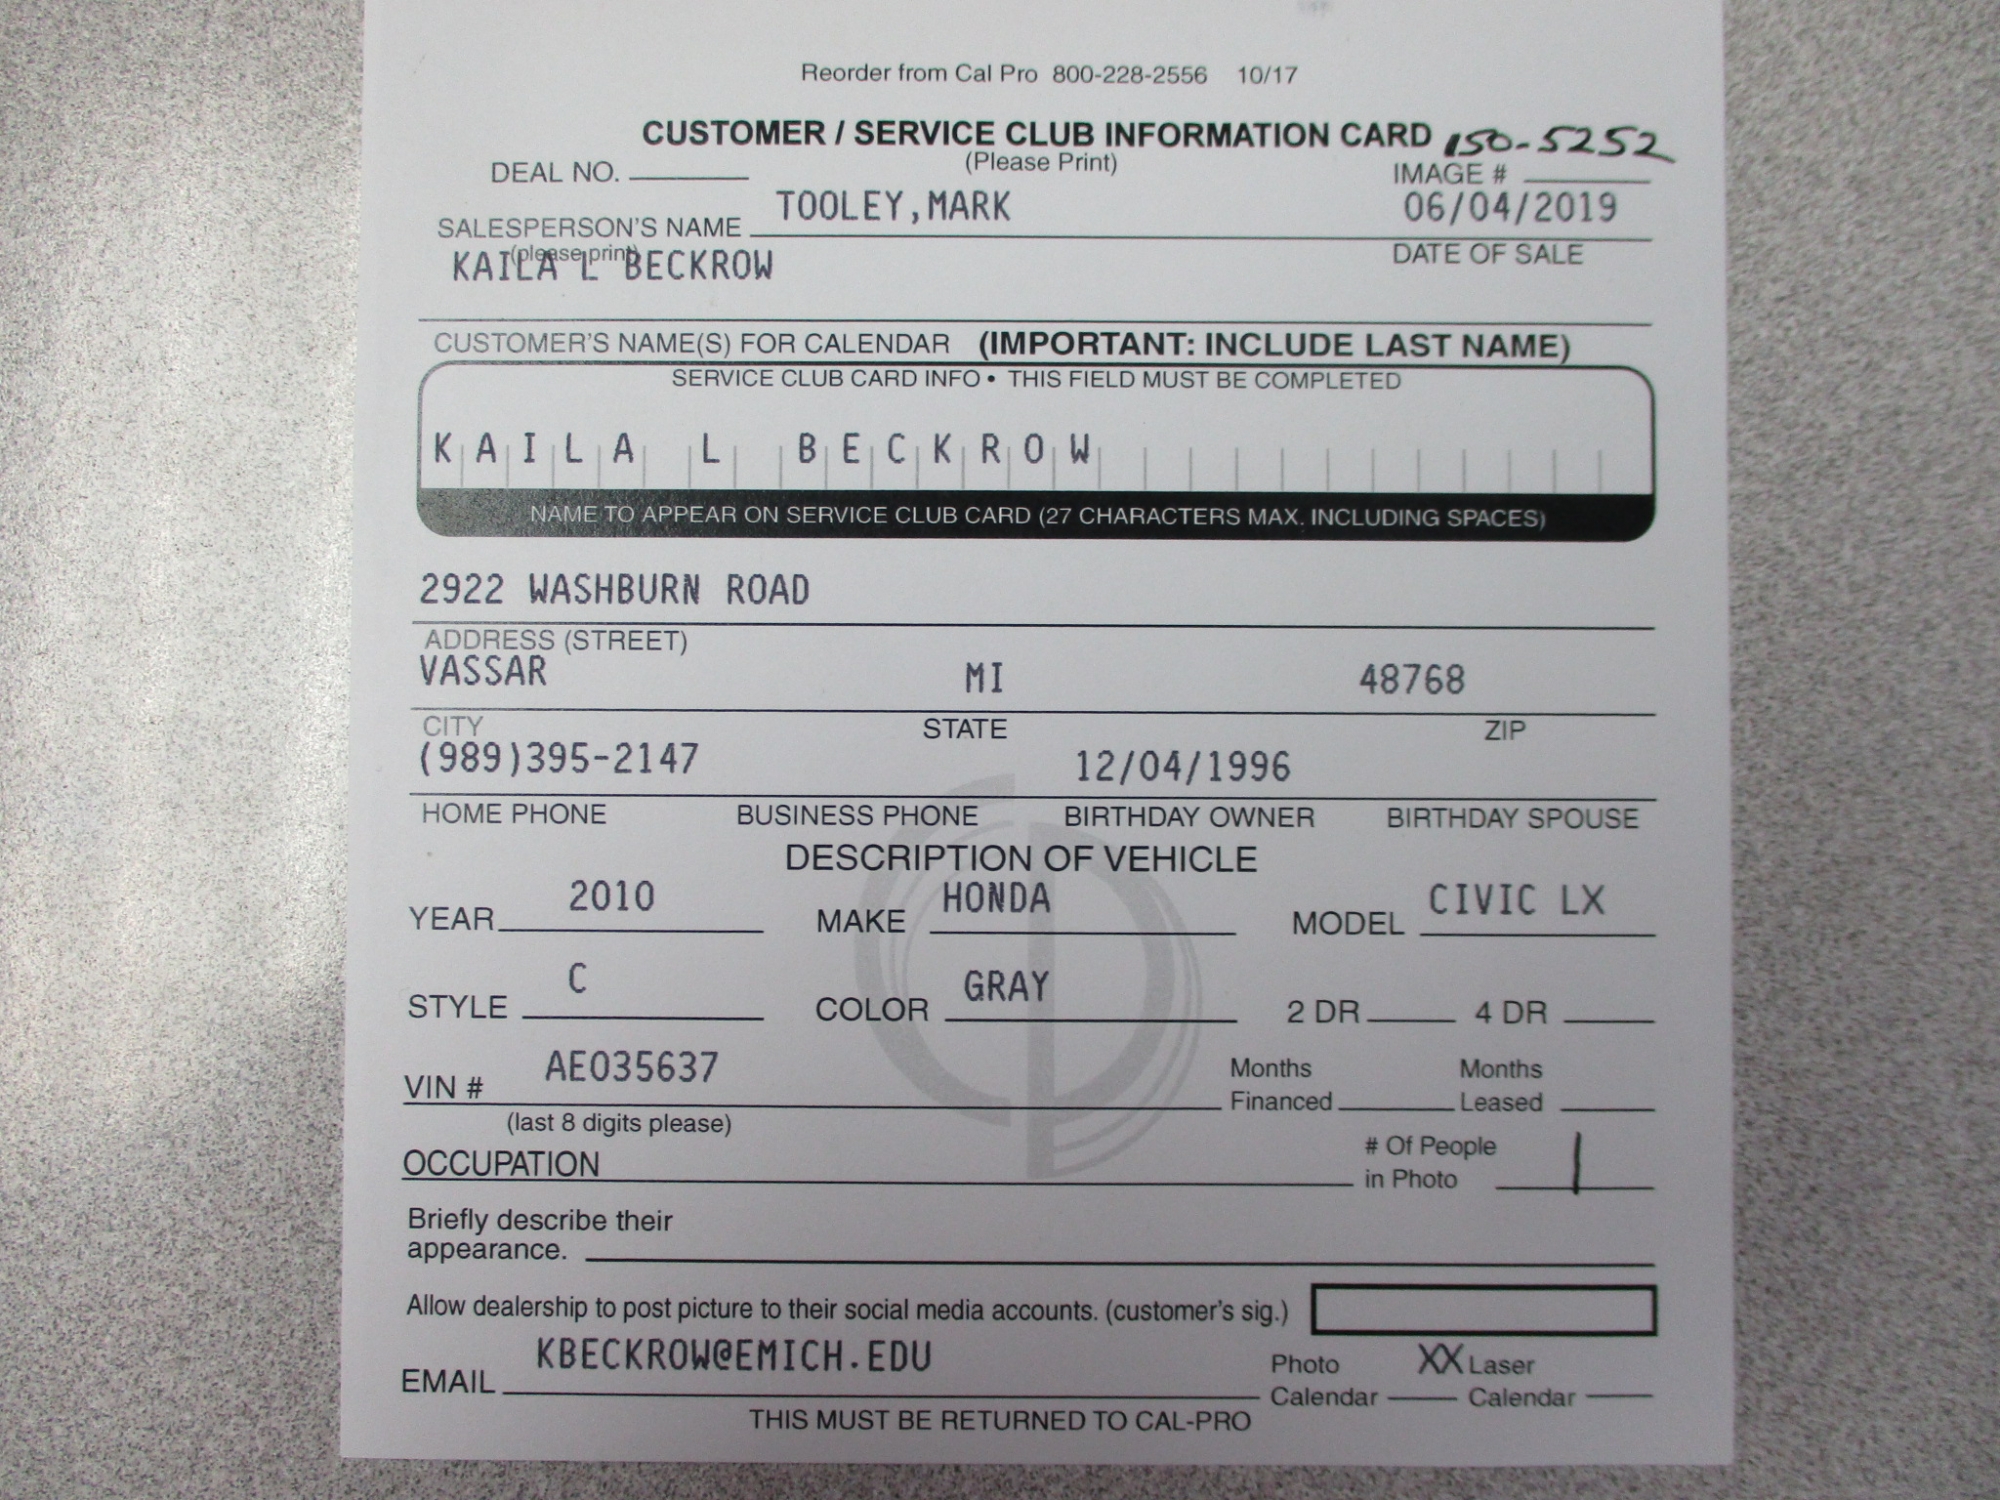 Reorder from Cal Pro 800-228-2556 10/17
CUSTOMER / SERVICE CLUB INFORMATION CARD 150-5252
(Please Print)
DEAL NO. IMAGE #
TOOLEY,MARK 06/04/2019
SALESPERSON'S NAME
(please print) DATE OF SALE
KAILA L BECKROW
CUSTOMER'S NAME(S) FOR CALENDAR (IMPORTANT: INCLUDE LAST NAME)
SERVICE CLUB CARD INFO • THIS FIELD MUST BE COMPLETED
K A I L A L B E C K R O W
NAME TO APPEAR ON SERVICE CLUB CARD (27 CHARACTERS MAX. INCLUDING SPACES)
2922 WASHBURN ROAD
ADDRESS (STREET)
VASSAR MI 48768
CITY STATE ZIP
(989)395-2147 12/04/1996
HOME PHONE BUSINESS PHONE BIRTHDAY OWNER BIRTHDAY SPOUSE
DESCRIPTION OF VEHICLE
YEAR 2010 MAKE HONDA MODEL CIVIC LX
STYLE C COLOR GRAY 2 DR 4 DR
VIN # AE035637 Months Financed Months Leased
(last 8 digits please)
OCCUPATION # Of People in Photo 1
Briefly describe their
appearance.
Allow dealership to post picture to their social media accounts. (customer's sig.)
EMAIL KBECKROW@EMICH.EDU Photo Calendar XX Laser Calendar
THIS MUST BE RETURNED TO CAL-PRO